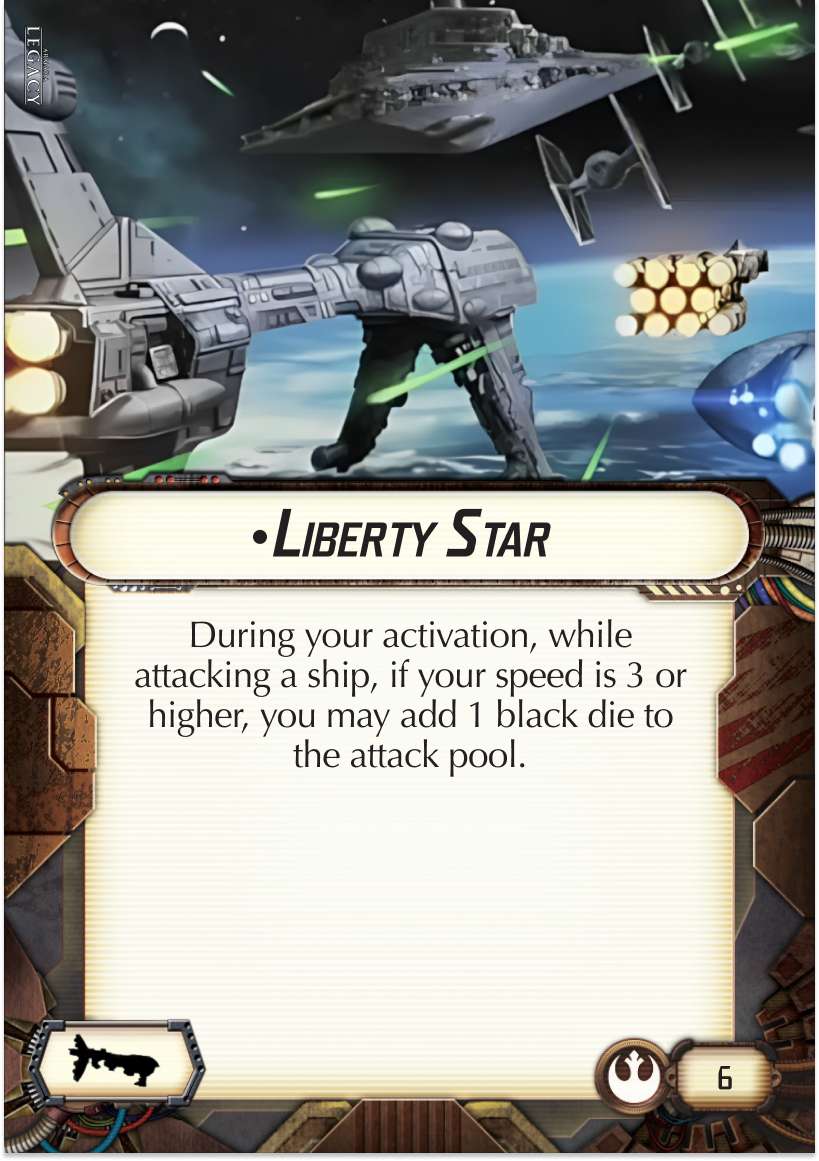 ARMADA
LEGACY
•Liberty Star
During your activation, while
attacking a ship, if your speed is 3 or
higher, you may add 1 black die to
the attack pool.
6